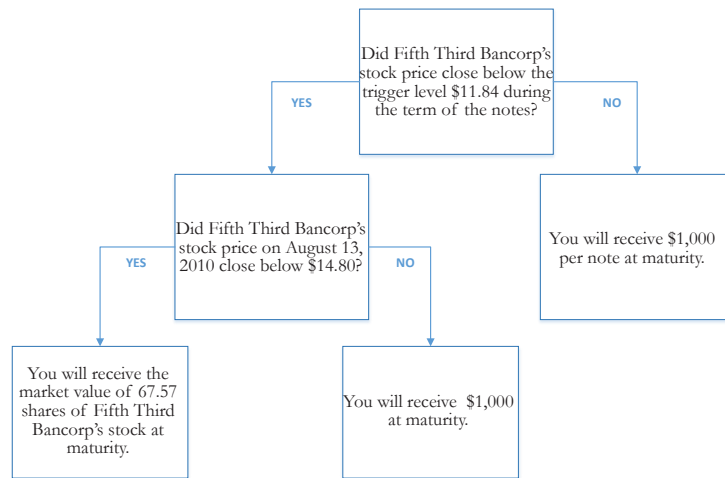 Did Fifth Third Bancorp's
stock price close below the
trigger level $11.84 during
the term of the notes?
YES
NO
Did Fifth Third Bancorp's
stock price on August 13,
2010 close below $14.80?
You will receive $1,000
per note at maturity.
YES
NO
You will receive the
market value of 67.57
shares of Fifth Third
Bancorp's stock at
maturity.
You will receive $1,000
at maturity.